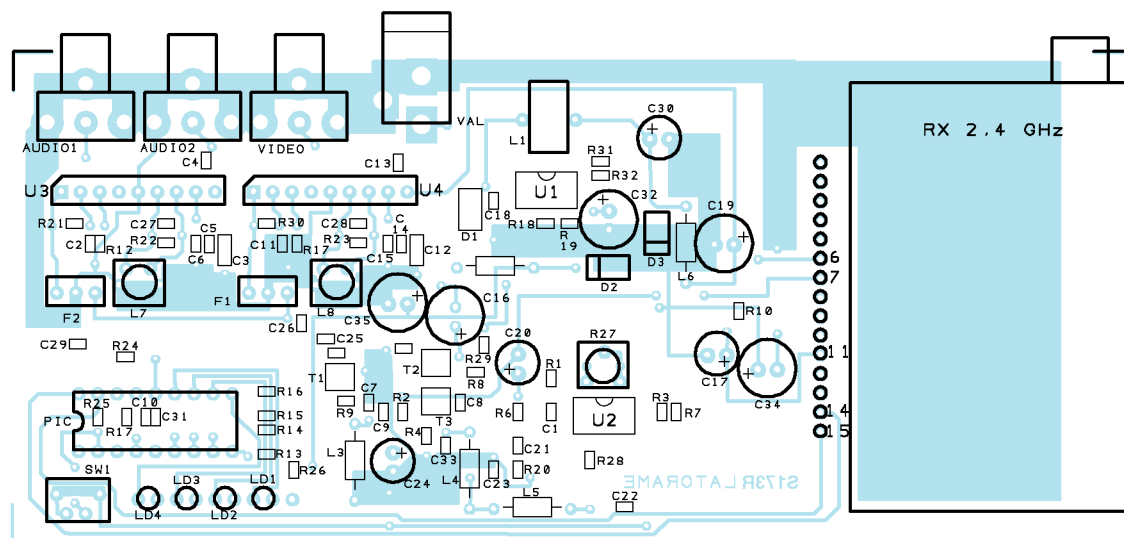 C30
VAL
RX 2.4 GHz
AUDIO1
AUDIO2
VIDEO
L1
C4
C13
R31
R32
U3
U4
U1
C32
C18
C19
R21
C27
R30
C28
C
14
D1
R18
R
19
C2
R12
R22
C5
C6
C3
C11
R17
R23
C15
C12
D3
L6
6
7
D2
F2
L7
F1
L8
C35
C16
R10
C26
C20
R27
C29
R24
C25
R29
11
T1
T2
R8
R1
C17
C34
R16
C7
R25
C10
C31
R15
R9
C9
R2
C8
R6
C1
R3
R7
14
PIC
R17
R14
T3
U2
15
R4
L3
C33
C21
R13
R28
SW1
R26
C24
L4
C23
R20
LD3
LD1
L5
C22
LD4
LD2
S173R LATORAME